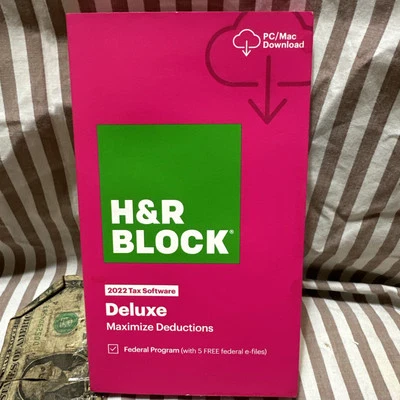 PC/Mac
Download
H&R
BLOCK®
2022 Tax Software
Deluxe
Maximize Deductions
Federal Program (with 5 FREE federal e-files)